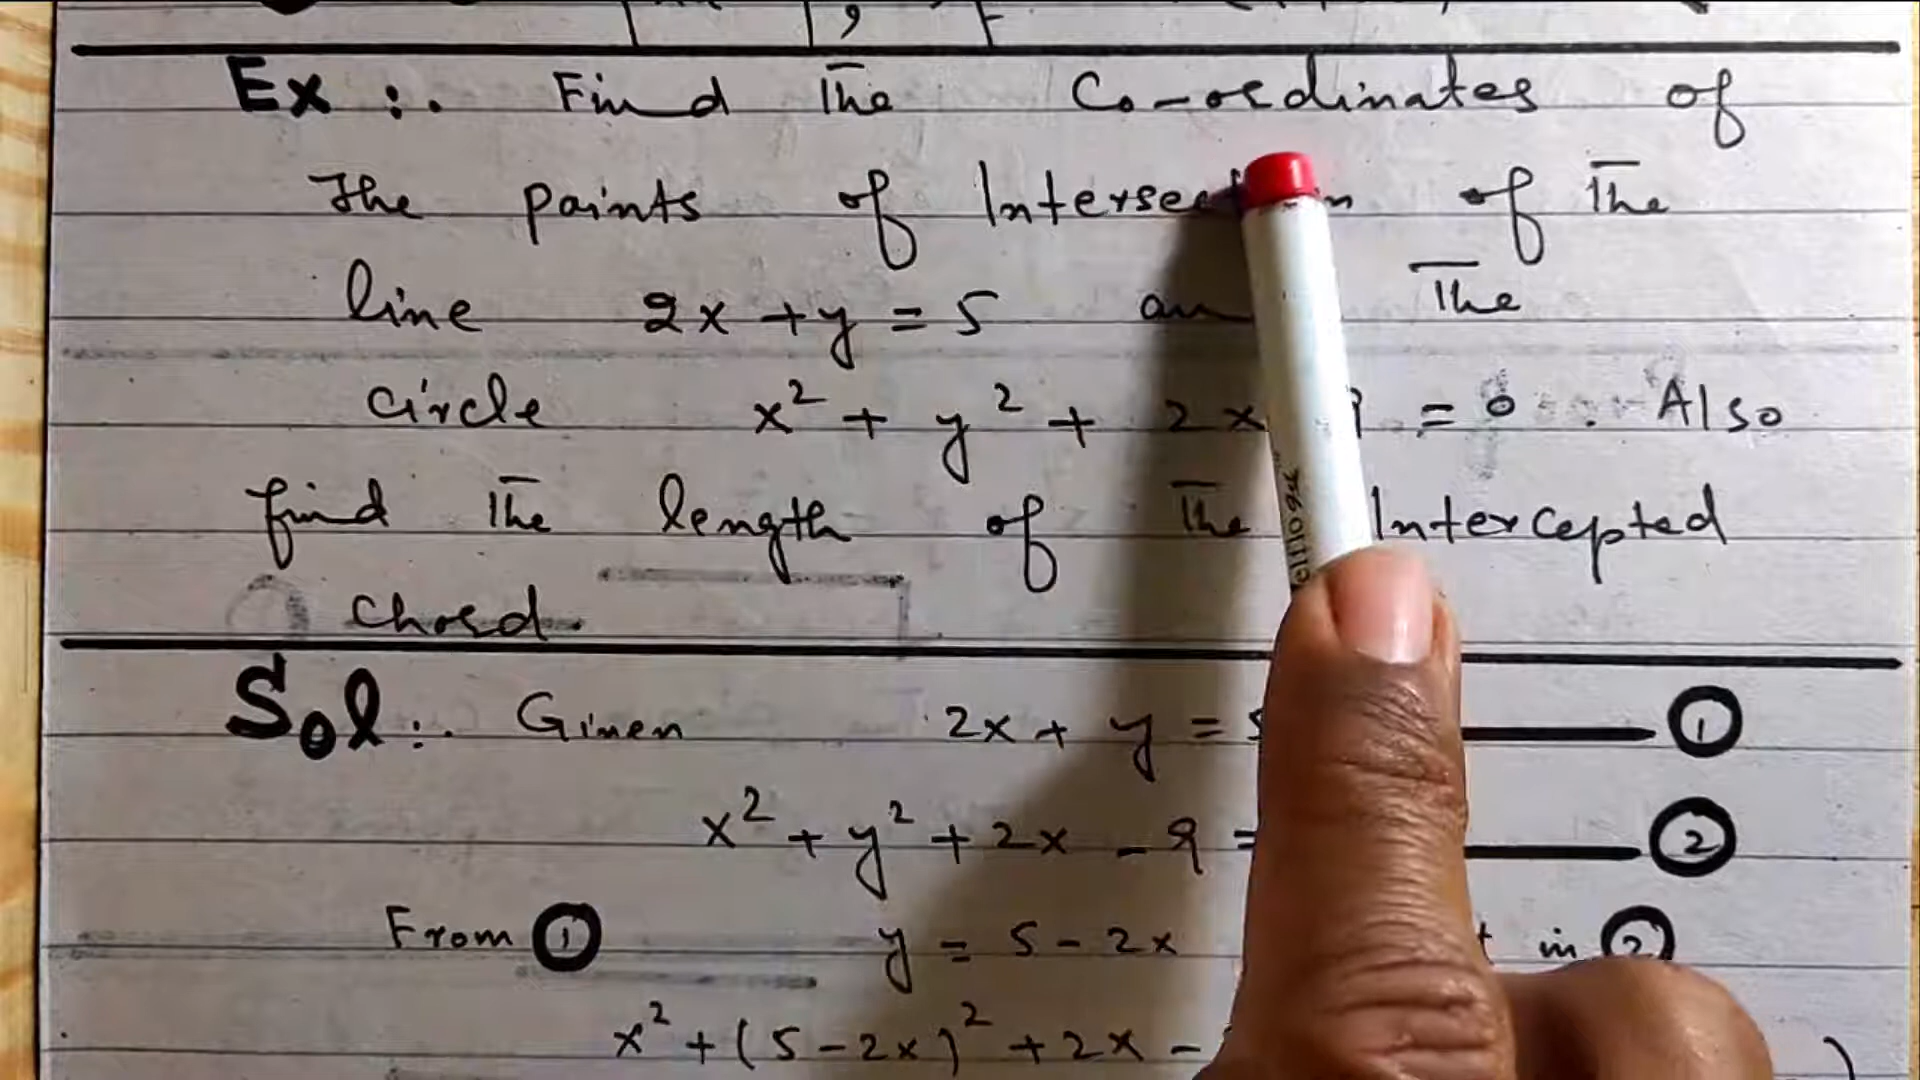 Ex :. Find the Co-ordinates of
the points of of the
line 2x + y = 5 the
circle x² + y² + 2x = 0 . Also
find the length of the Intercepted
chord.
Sol :. Given 2x + y = 5 ①
x² + y² + 2x - 9 = ②
From ① y = 5 - 2x in ②
x² + (5 - 2x)² + 2x -